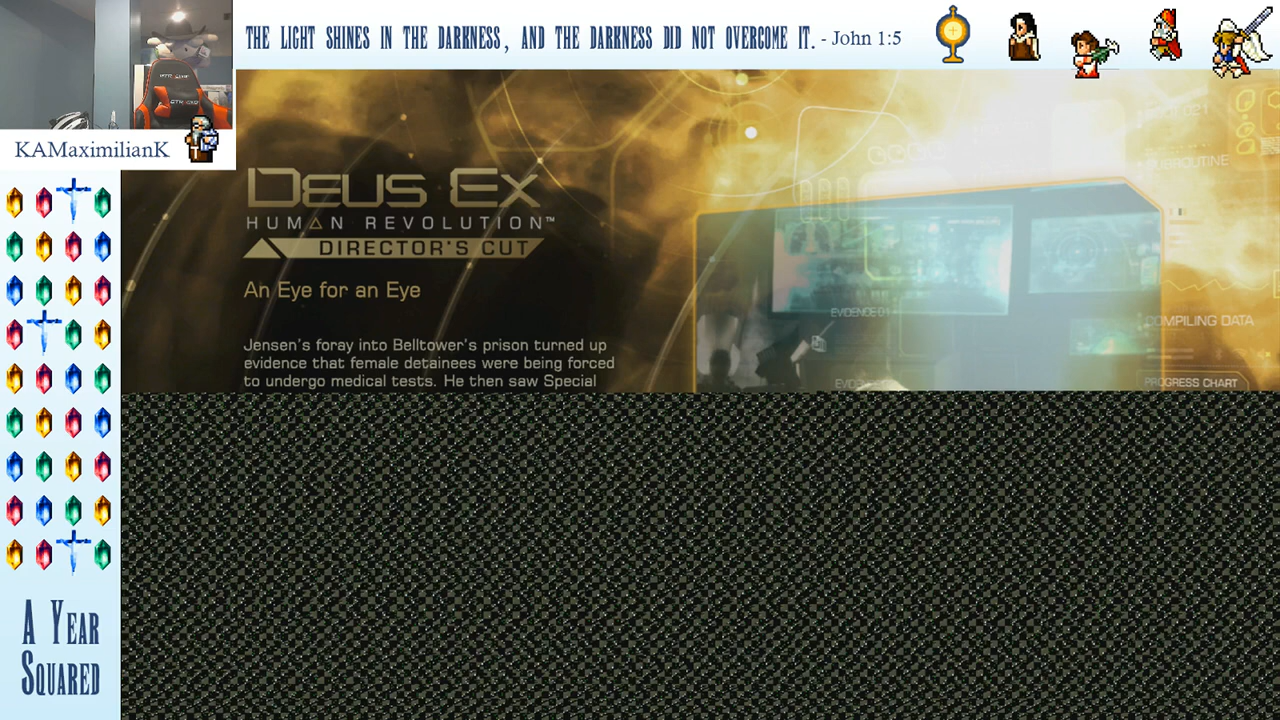 THE LIGHT SHINES IN THE DARKNESS, AND THE DARKNESS DID NOT OVERCOME IT. - John 1:5
KAMaximilianK
DEUS EX
HUMAN REVOLUTION™
DIRECTOR'S CUT
An Eye for an Eye
Jensen's foray into Belltower's prison turned up
evidence that female detainees were being forced
to undergo medical tests. He then saw Special
SUBROUTINE
EVIDENCE 01
COMPILING DATA
PROGRESS CHART
A YEAR
SQUARED